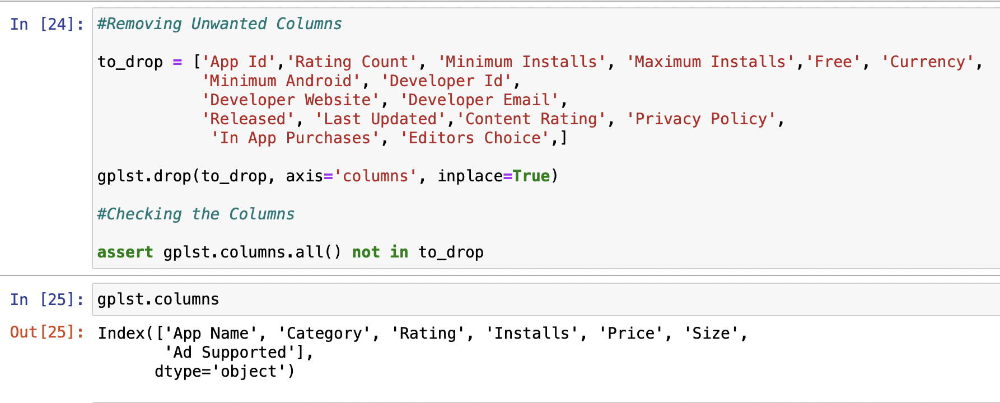 In [24]: #Removing Unwanted Columns
to_drop = ['App Id','Rating Count', 'Minimum Installs', 'Maximum Installs','Free', 'Currency',
'Minimum Android', 'Developer Id',
'Developer Website', 'Developer Email',
'Released', 'Last Updated','Content Rating', 'Privacy Policy',
'In App Purchases', 'Editors Choice',]
gplst.drop(to_drop, axis='columns', inplace=True)
#Checking the Columns
assert gplst.columns.all() not in to_drop
In [25]: gplst.columns
Out[25]: Index(['App Name', 'Category', 'Rating', 'Installs', 'Price', 'Size',
'Ad Supported'],
dtype='object')